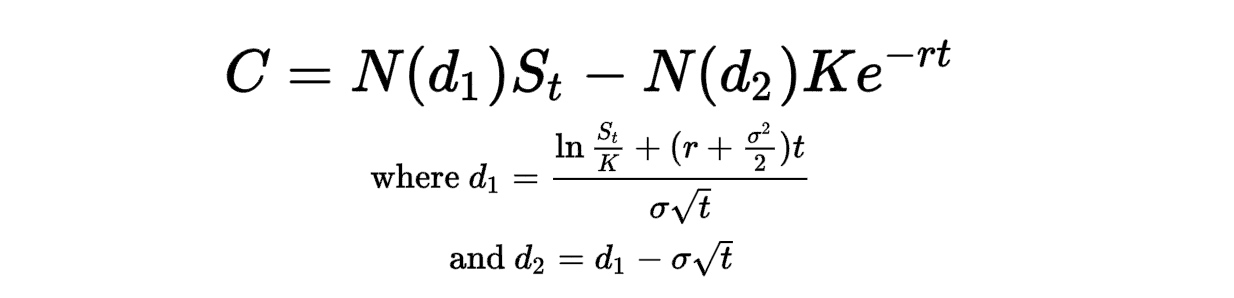 C = N(d₁)Sₜ − N(d₂)Ke⁻ʳᵗ
where d₁ = (ln Sₜ/K + (r + σ²/2)t) / (σ√t)
and d₂ = d₁ − σ√t